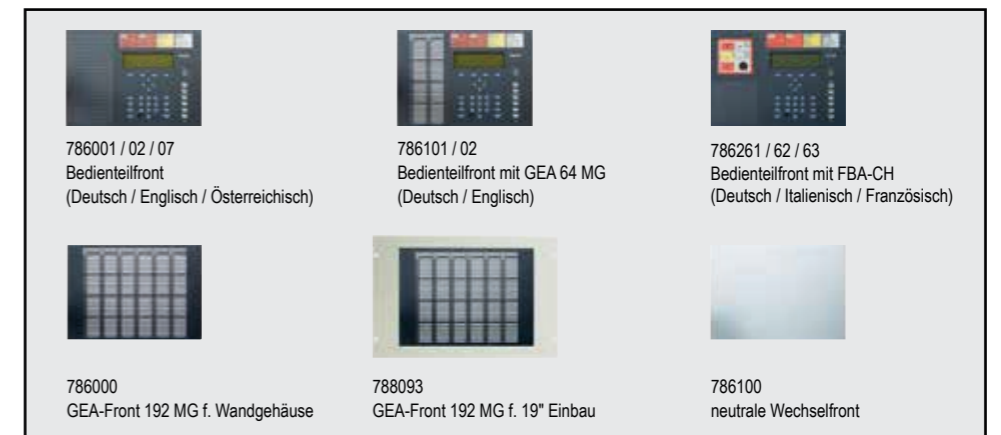 786001 / 02 / 07
Bedienteilfront
(Deutsch / Englisch / Österreichisch)
786101 / 02
Bedienteilfront mit GEA 64 MG
(Deutsch / Englisch)
786261 / 62 / 63
Bedienteilfront mit FBA-CH
(Deutsch / Italienisch / Französisch)
786000
GEA-Front 192 MG f. Wandgehäuse
788093
GEA-Front 192 MG f. 19" Einbau
786100
neutrale Wechselfront